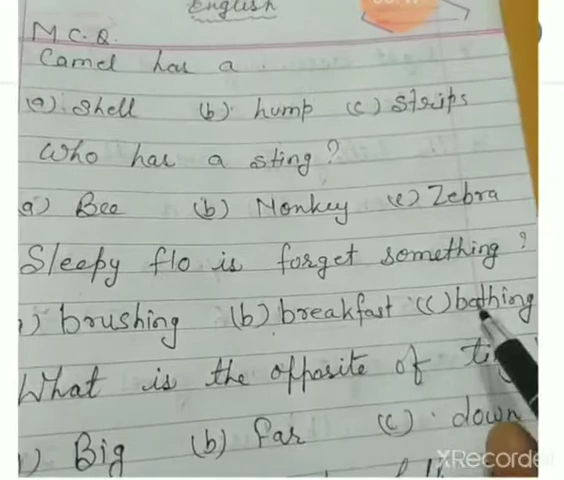 English
M.C.Q.
Camel has a
(a) Shell (b) hump (c) Strips
Who has a sting?
a) Bee (b) Monkey (c) Zebra
Sleepy flo is forget something?
) brushing (b) breakfast (c) bathing
What is the opposite of
) Big (b) far (c) down
XRecorder